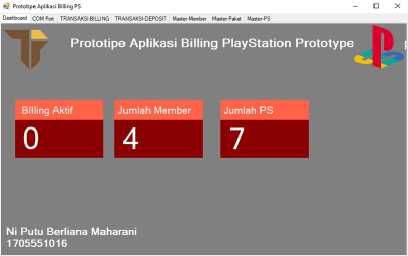 Prototipe Aplikasi Billing PS
Dashboard COM Port TRANSAKSI-BILLING TRANSAKSI-DEPOSIT Master-Member Master-Paket Master-PS
Prototipe Aplikasi Billing PlayStation Prototype p
BIlling Aktif Jumlah Member Jumlah PS
0 4 7
Ni Putu Berliana Maharani
1705551016